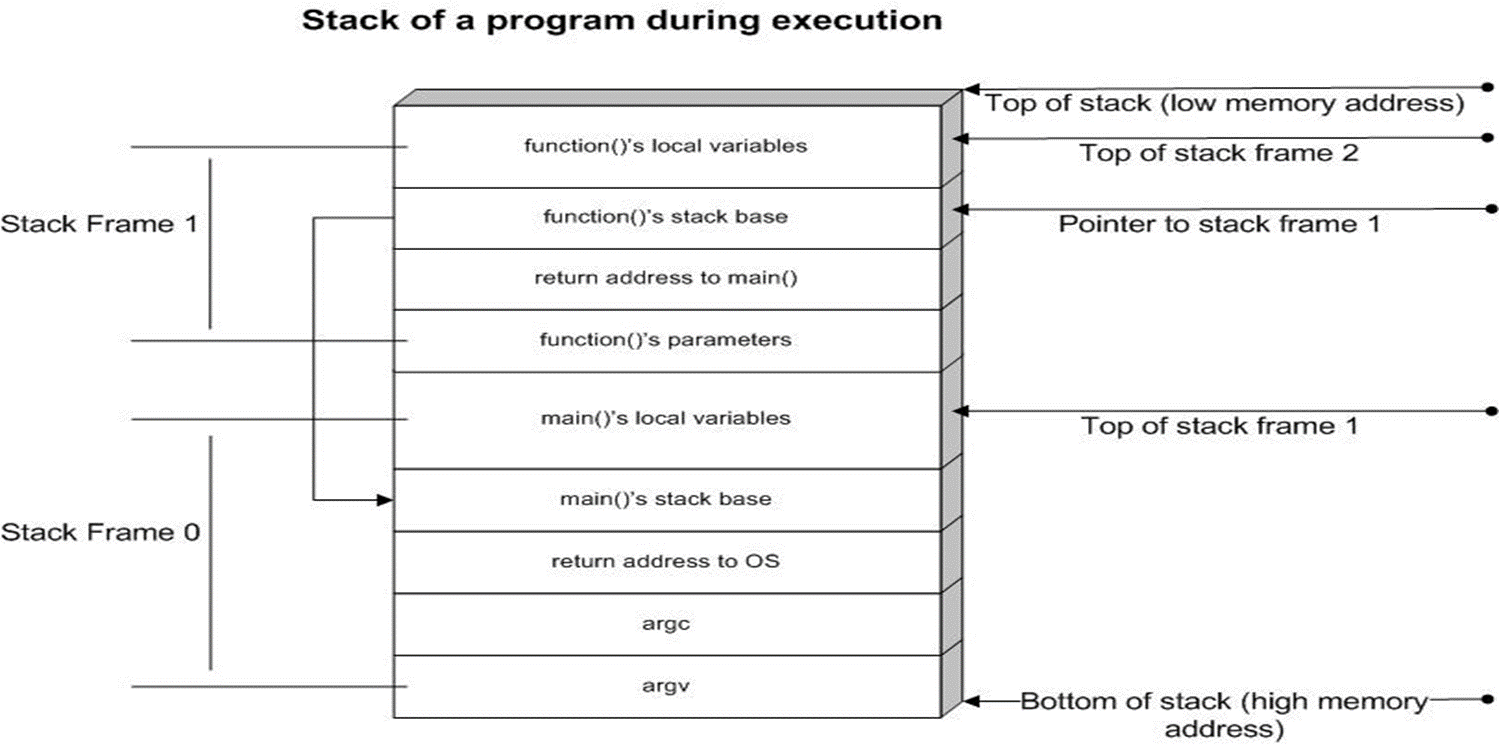 Stack of a program during execution
Top of stack (low memory address)
function()'s local variables
Top of stack frame 2
Stack Frame 1
function()'s stack base
Pointer to stack frame 1
return address to main()
function()'s parameters
main()'s local variables
Top of stack frame 1
main()'s stack base
Stack Frame 0
return address to OS
argc
argv
Bottom of stack (high memory
address)